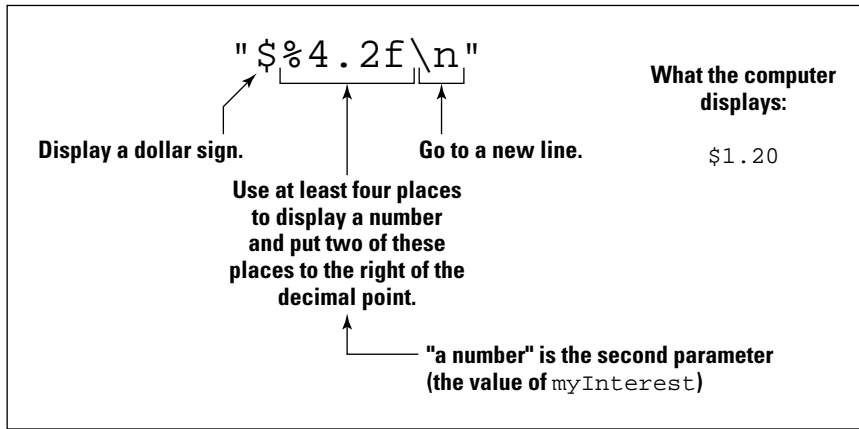 "$%4.2f\n"
What the computer
displays:
$1.20
Display a dollar sign.
Go to a new line.
Use at least four places
to display a number
and put two of these
places to the right of the
decimal point.
"a number" is the second parameter
(the value of myInterest)